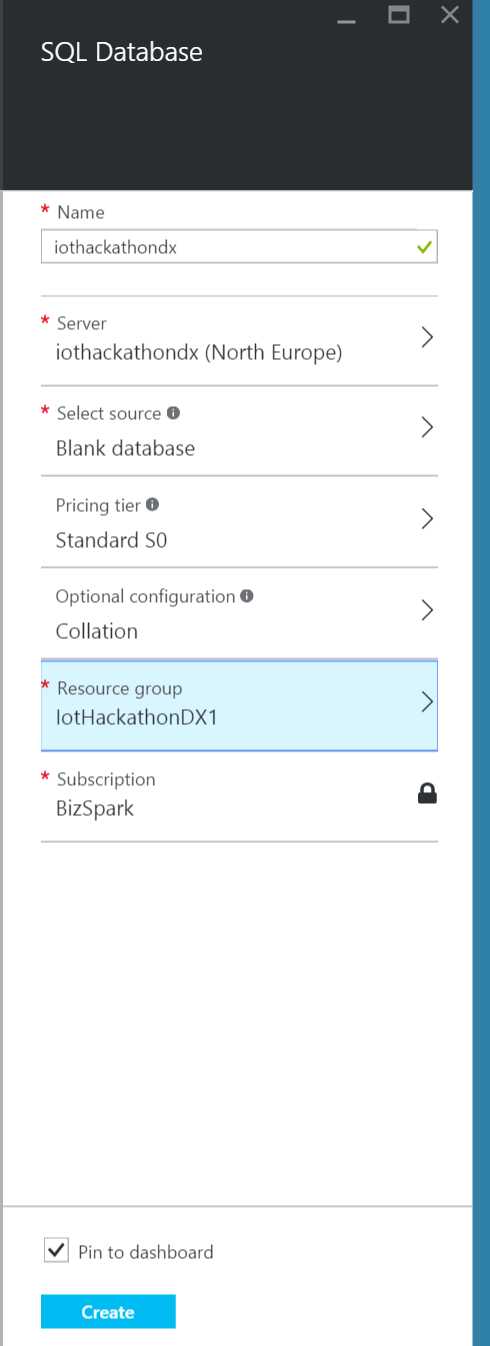 SQL Database
* Name
iothackathondx
* Server
iothackathondx (North Europe)
* Select source
Blank database
Pricing tier
Standard S0
Optional configuration
Collation
* Resource group
IotHackathonDX1
* Subscription
BizSpark
Pin to dashboard
Create